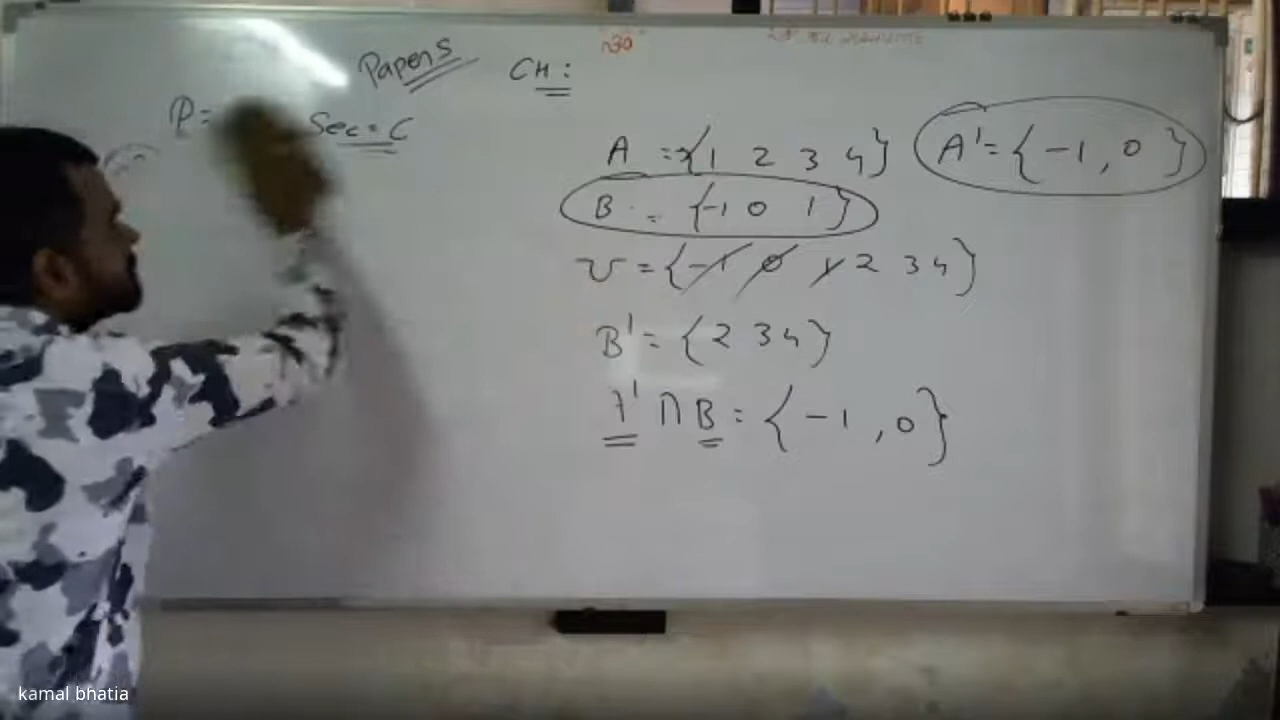 Papers CH:
P= Sec = C
A = {1 2 3 4} A' = {-1, 0}
B = {-1 0 1}
U = {-1 0 1 2 3 4}
B' = {2 3 4}
A' ∩ B = {-1, 0}
kamal bhatia